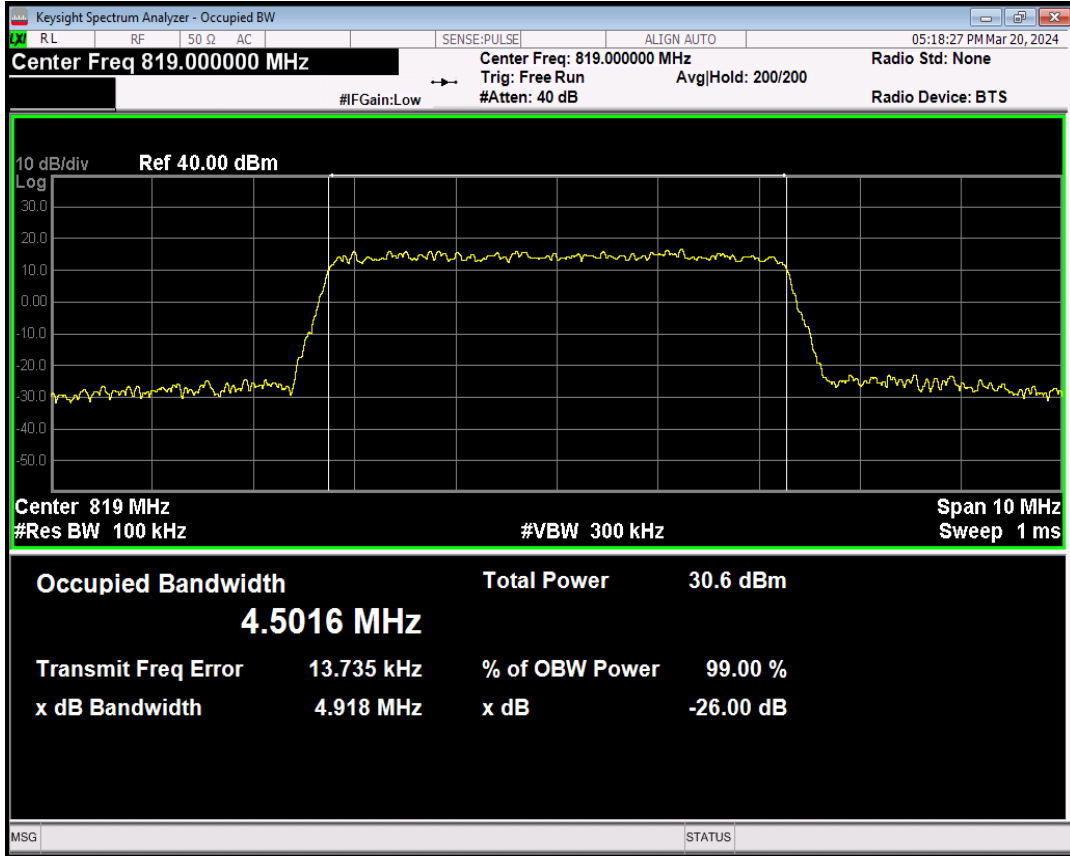 Keysight Spectrum Analyzer - Occupied BW
LXI RL RF 50 Ω AC SENSE:PULSE ALIGN AUTO 05:18:27 PM Mar 20, 2024
Center Freq 819.000000 MHz Center Freq: 819.000000 MHz Radio Std: None
Trig: Free Run Avg|Hold: 200/200
#IFGain:Low #Atten: 40 dB Radio Device: BTS
10 dB/div Ref 40.00 dBm
Log
30.0
20.0
10.0
0.00
-10.0
-20.0
-30.0
-40.0
-50.0
Center 819 MHz Span 10 MHz
#Res BW 100 kHz #VBW 300 kHz Sweep 1 ms
Occupied Bandwidth Total Power 30.6 dBm
4.5016 MHz
Transmit Freq Error 13.735 kHz % of OBW Power 99.00 %
x dB Bandwidth 4.918 MHz x dB -26.00 dB
MSG STATUS